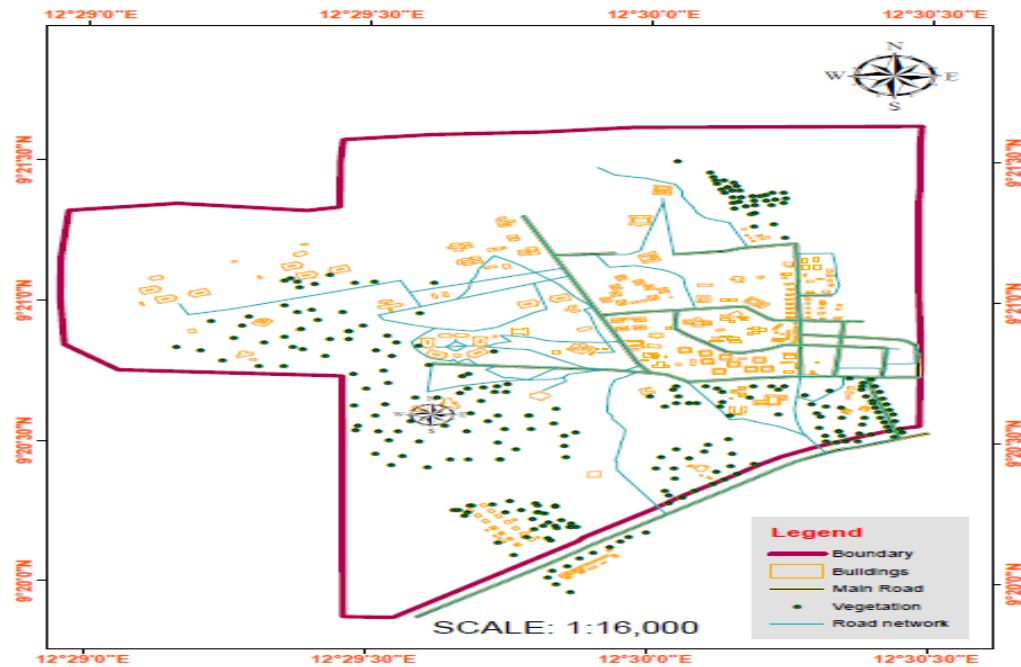 12°29'0"E 12°29'30"E 12°30'0"E 12°30'30"E
N
W E
S
9°21'30"N 9°21'30"N
9°21'0"N 9°21'0"N
W E
S
9°20'30"N 9°20'30"N
9°20'0"N 9°20'0"N
Legend
Boundary
Buildings
Main Road
Vegetation
Road network
SCALE: 1:16,000
12°29'0"E 12°29'30"E 12°30'0"E 12°30'30"E